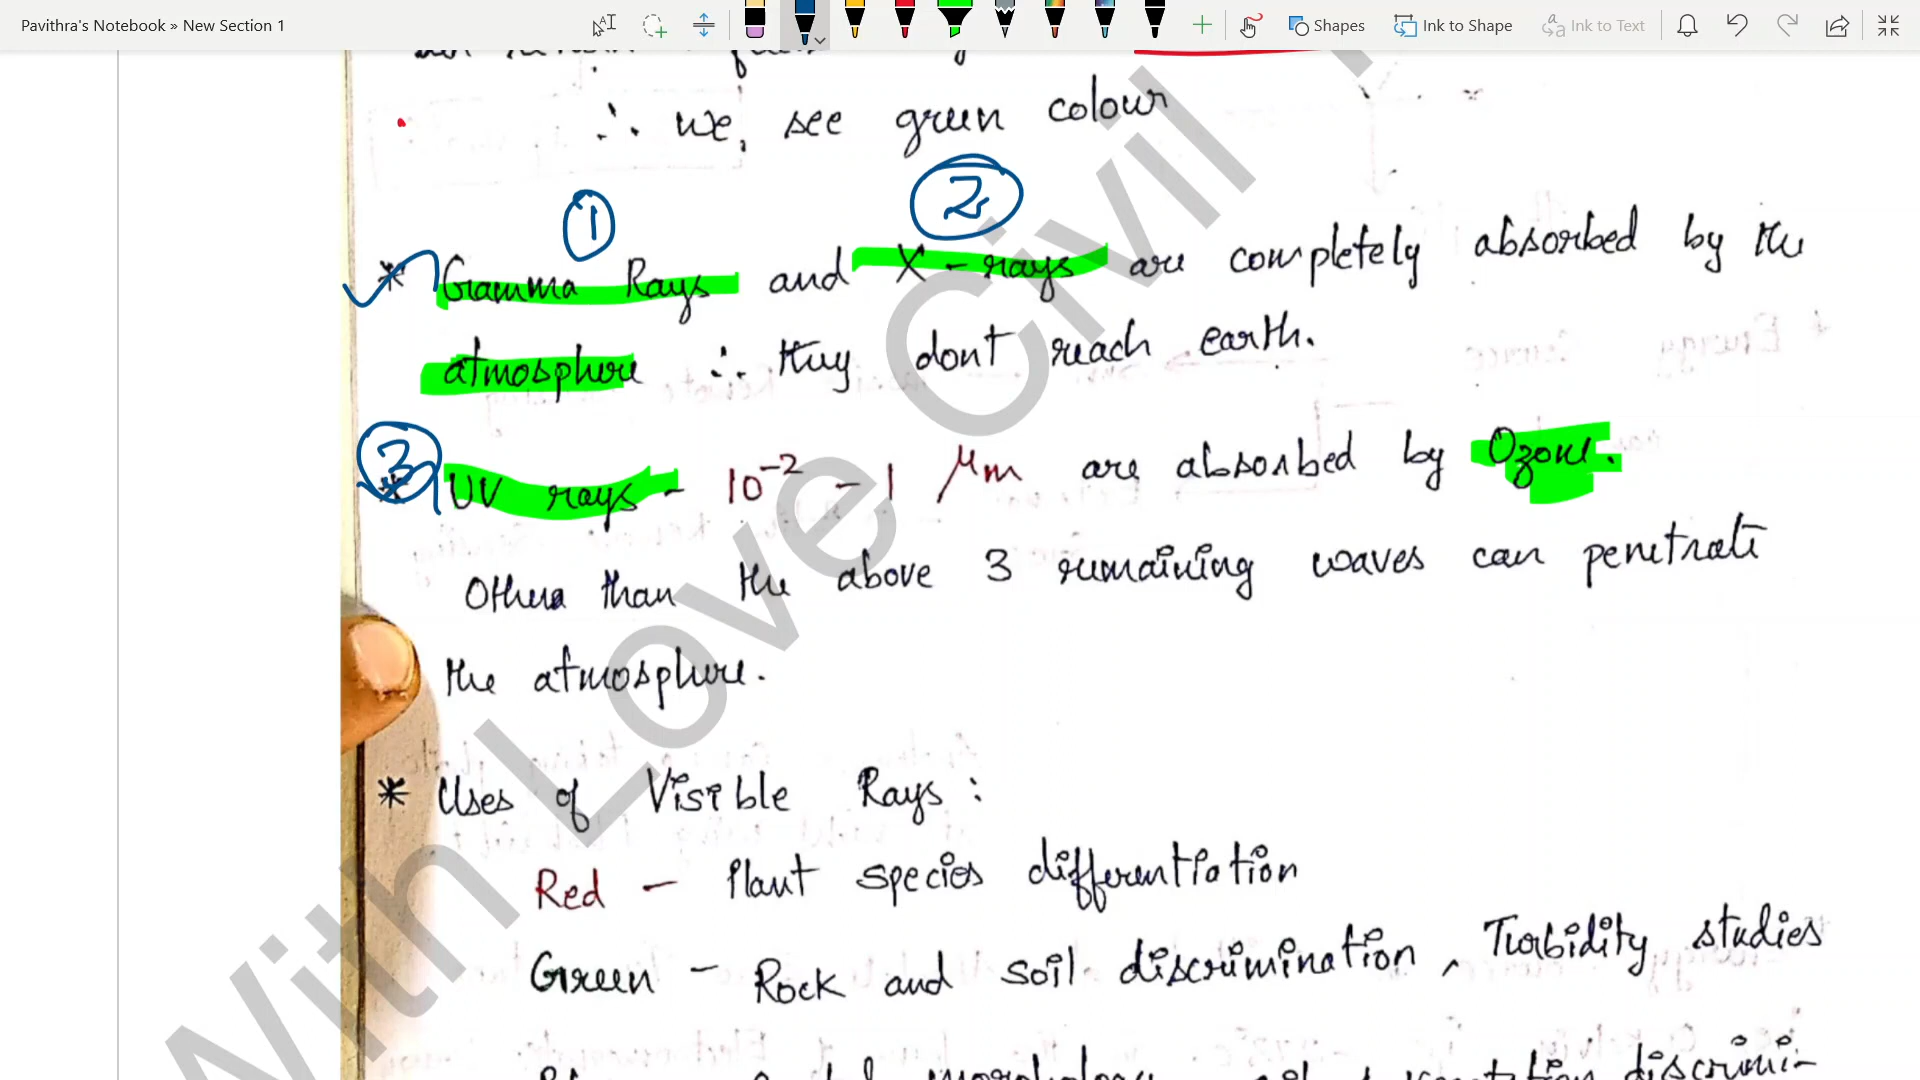 Pavithra's Notebook » New Section 1
Shapes
Ink to Shape
Ink to Text
∴ we, see green colour
① ②
* Gamma Rays and X-rays are completely absorbed by the
atmosphere ∴ they dont reach earth.
③
* UV rays - 10⁻² - 1 μm are absorbed by Ozone.
Other than the above 3 remaining waves can penetrate
the atmosphere.
* Uses of Visible Rays :
Red — Plant species differentiation
Green — Rock and soil discrimination, Turbidity studies
discrimi-
With Love Civil